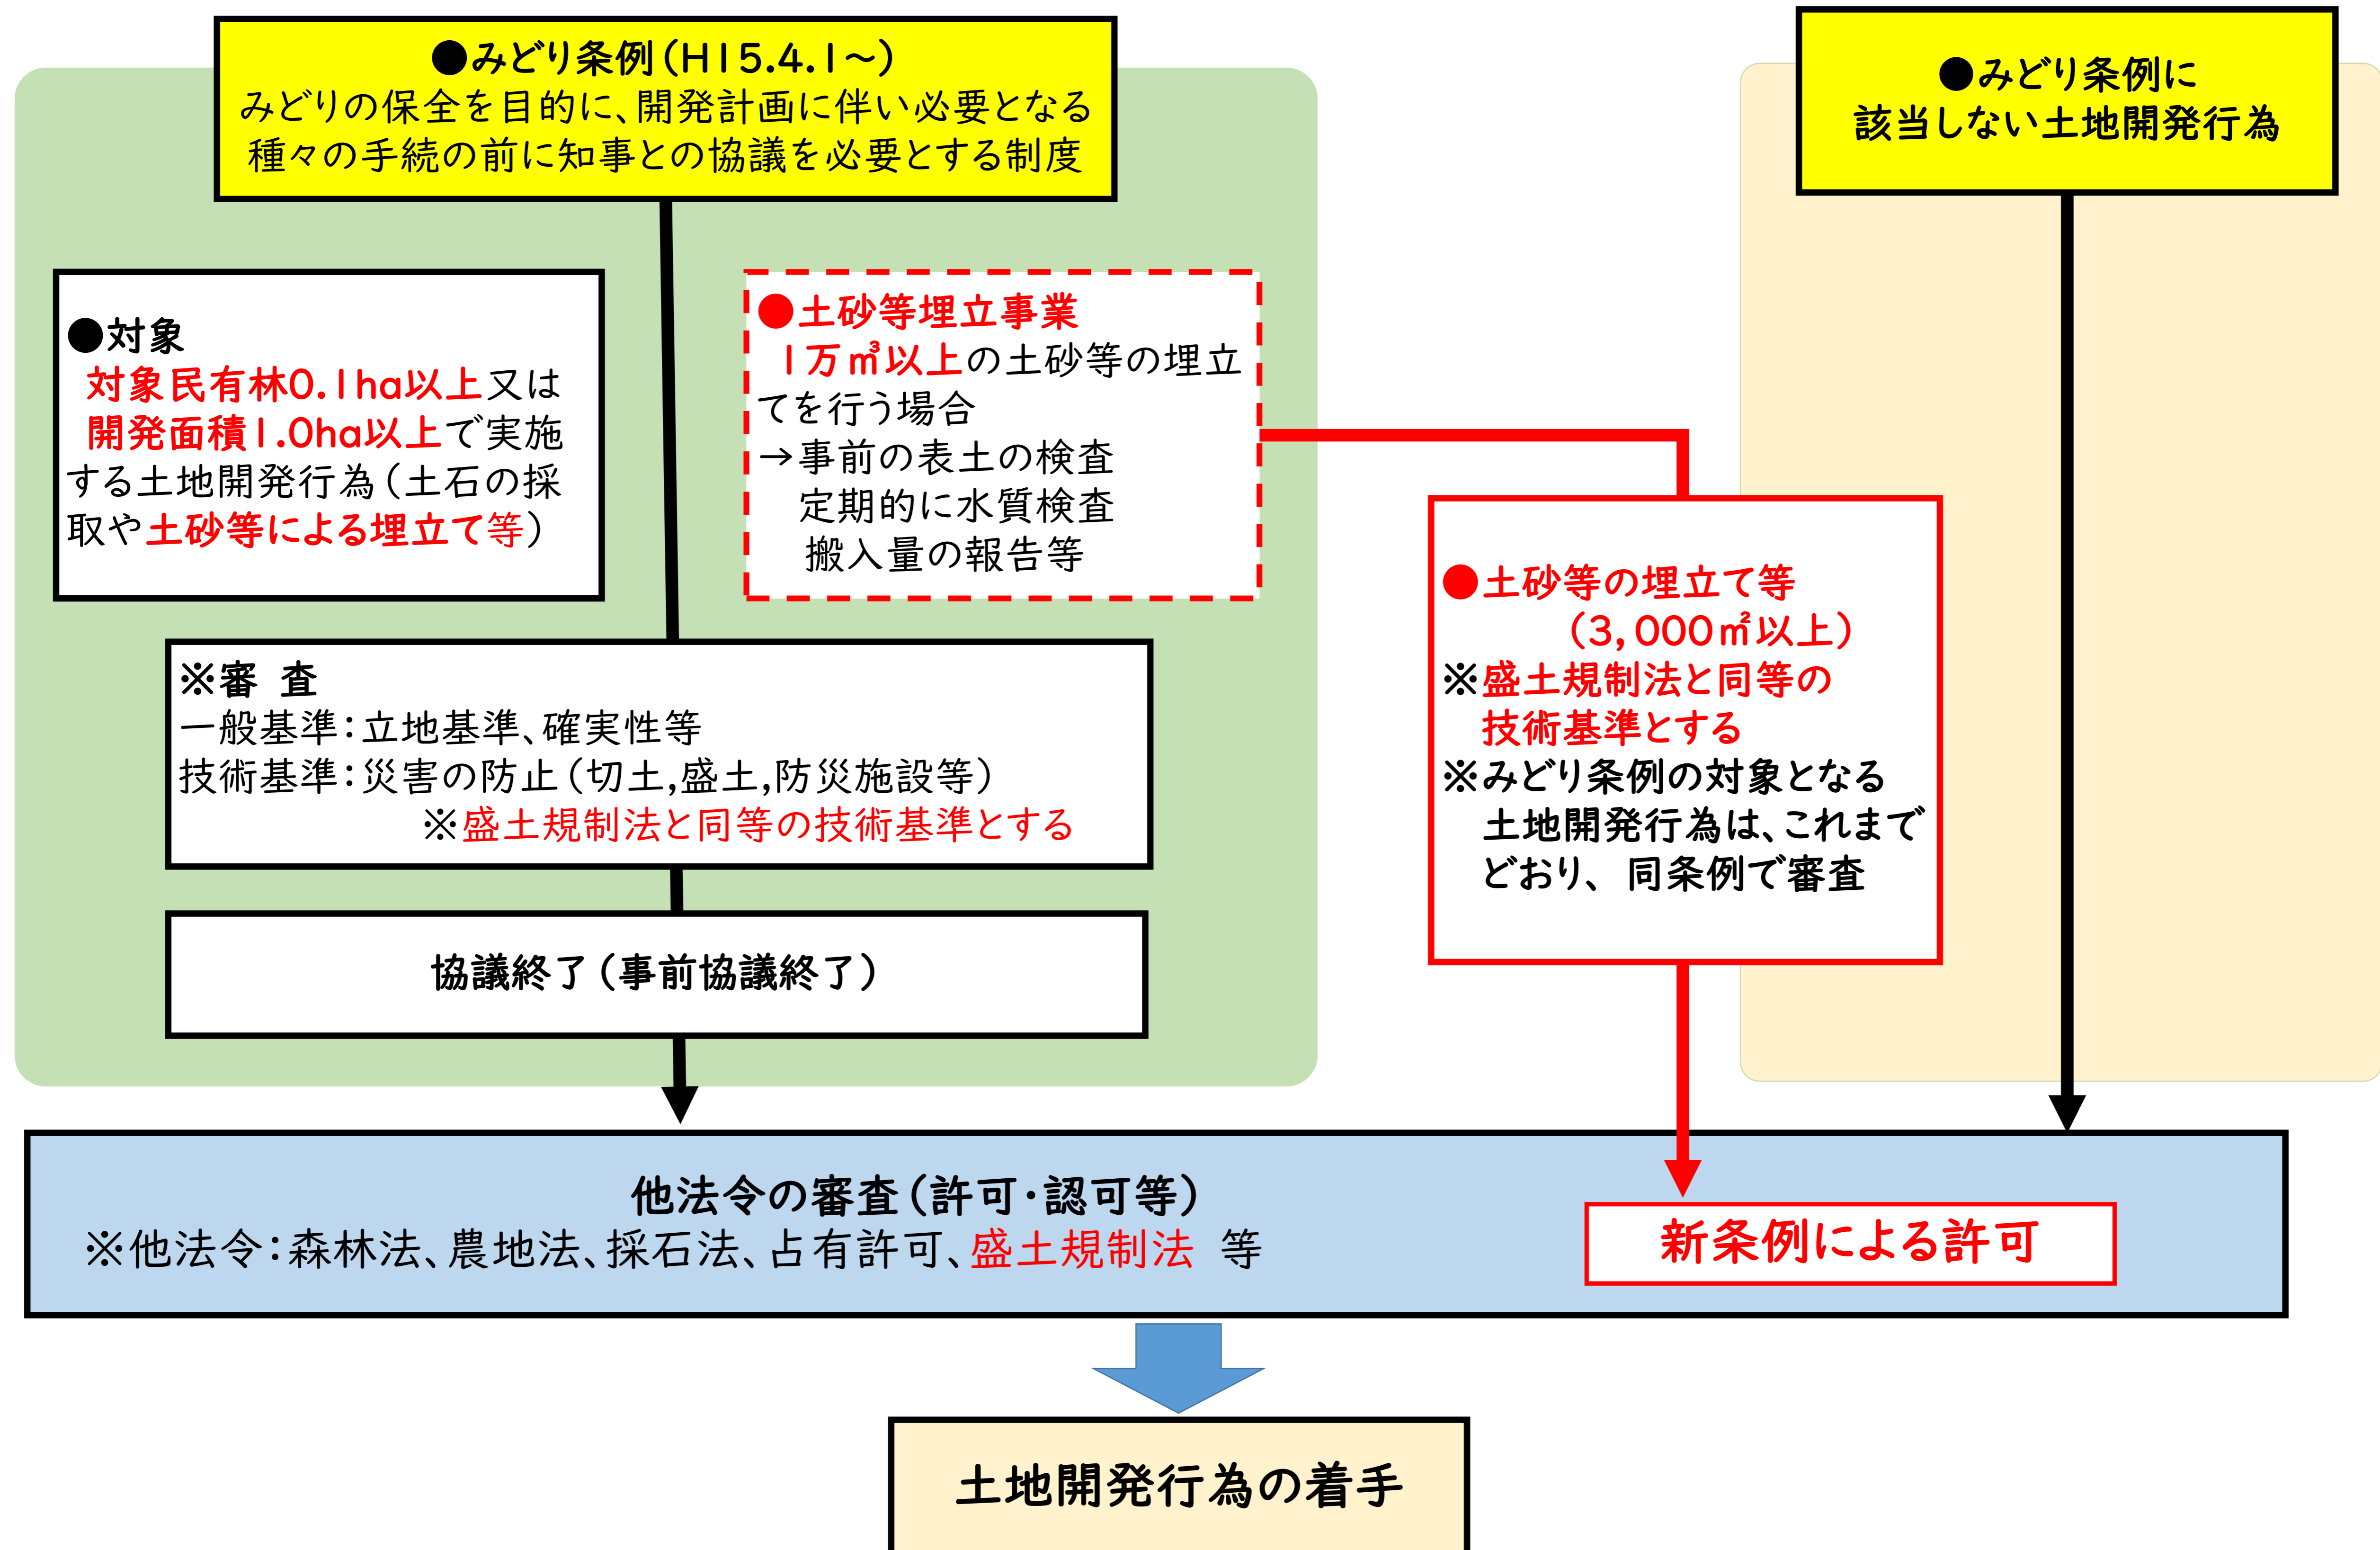 ●みどり条例(H15.4.1～)
みどりの保全を目的に、開発計画に伴い必要となる
種々の手続の前に知事との協議を必要とする制度
●みどり条例に
該当しない土地開発行為
●対象
対象民有林0.1ha以上又は
開発面積1.0ha以上で実施
する土地開発行為(土石の採
取や土砂等による埋立て等)
●土砂等埋立事業
1万㎥以上の土砂等の埋立
てを行う場合
→事前の表土の検査
定期的に水質検査
搬入量の報告等
●土砂等の埋立て等
(3,000㎡以上)
※盛土規制法と同等の
技術基準とする
※みどり条例の対象となる
土地開発行為は、これまで
どおり、同条例で審査
※審 査
一般基準:立地基準、確実性等
技術基準:災害の防止(切土,盛土,防災施設等)
※盛土規制法と同等の技術基準とする
協議終了(事前協議終了)
他法令の審査(許可・認可等)
※他法令:森林法、農地法、採石法、占有許可、盛土規制法 等
新条例による許可
土地開発行為の着手